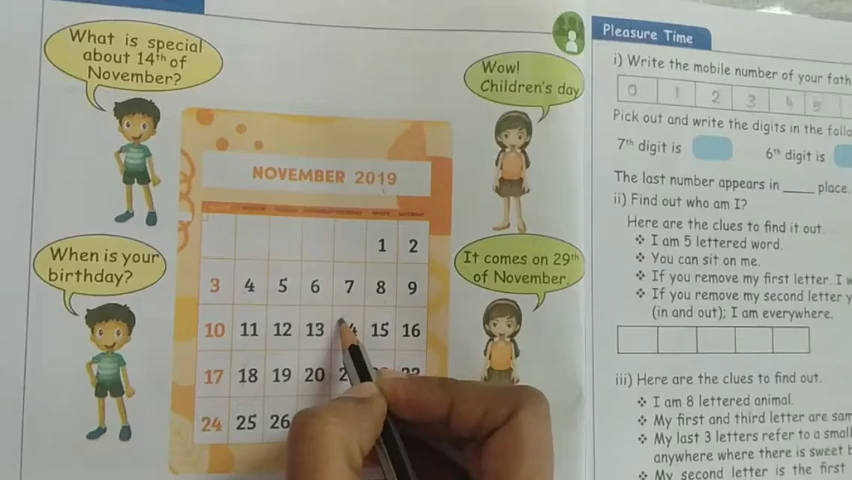 What is special
about 14th of
November?
Wow!
Children's day
NOVEMBER 2019
1 2
3 4 5 6 7 8 9
10 11 12 13 15 16
17 18 19 20
24 25 26
When is your
birthday?
It comes on 29th
of November.
Pleasure Time
i) Write the mobile number of your
0 1 2 3 4 5
Pick out and write the digits in the
7th digit is
6th digit is
The last number appears in ____ place.
ii) Find out who am I?
Here are the clues to find it out.
❖ I am 5 lettered word.
❖ You can sit on me.
❖ If you remove my first letter. I
❖ If you remove my second letter
(in and out); I am everywhere.
iii) Here are the clues to find out.
❖ I am 8 lettered animal.
❖ My first and third letter are
❖ My last 3 letters refer to a small
anywhere where there is sweet
❖ My second letter is the first